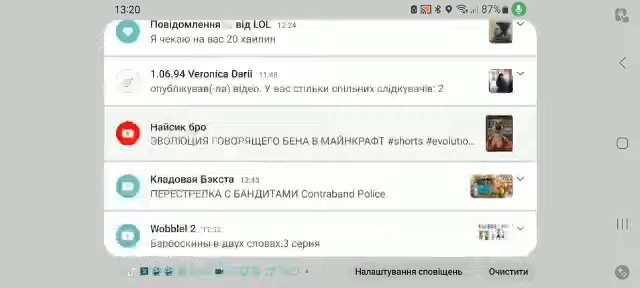 13:20
87%
Повідомлення від LOL 12:24
Я чекаю на вас 20 хвилин
1.06.94 Veronica Darii 11:48
опублікував(-ла) відео. У вас стільки спільних слідкувачів: 2
Найсик бро
ЭВОЛЮЦИЯ ГОВОРЯЩЕГО БЕНА В МАЙНКРАФТ #shorts #evolutio...
Кладовая Бэкста 12:43
ПЕРЕСТРЕЛКА С БАНДИТАМИ Contraband Police
Wobblel 2 11:32
Барбоскины в двух словах.3 серия
Налаштування сповіщень
Очистити